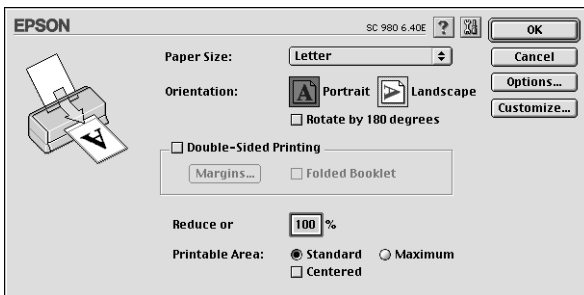 EPSON
SC 980 6.40E ?
OK
Paper Size: Letter
Cancel
Orientation: A Portrait A Landscape
Options...
Rotate by 180 degrees
Customize...
A
Double-Sided Printing
Margins... Folded Booklet
Reduce or 100 %
Printable Area: Standard Maximum
Centered